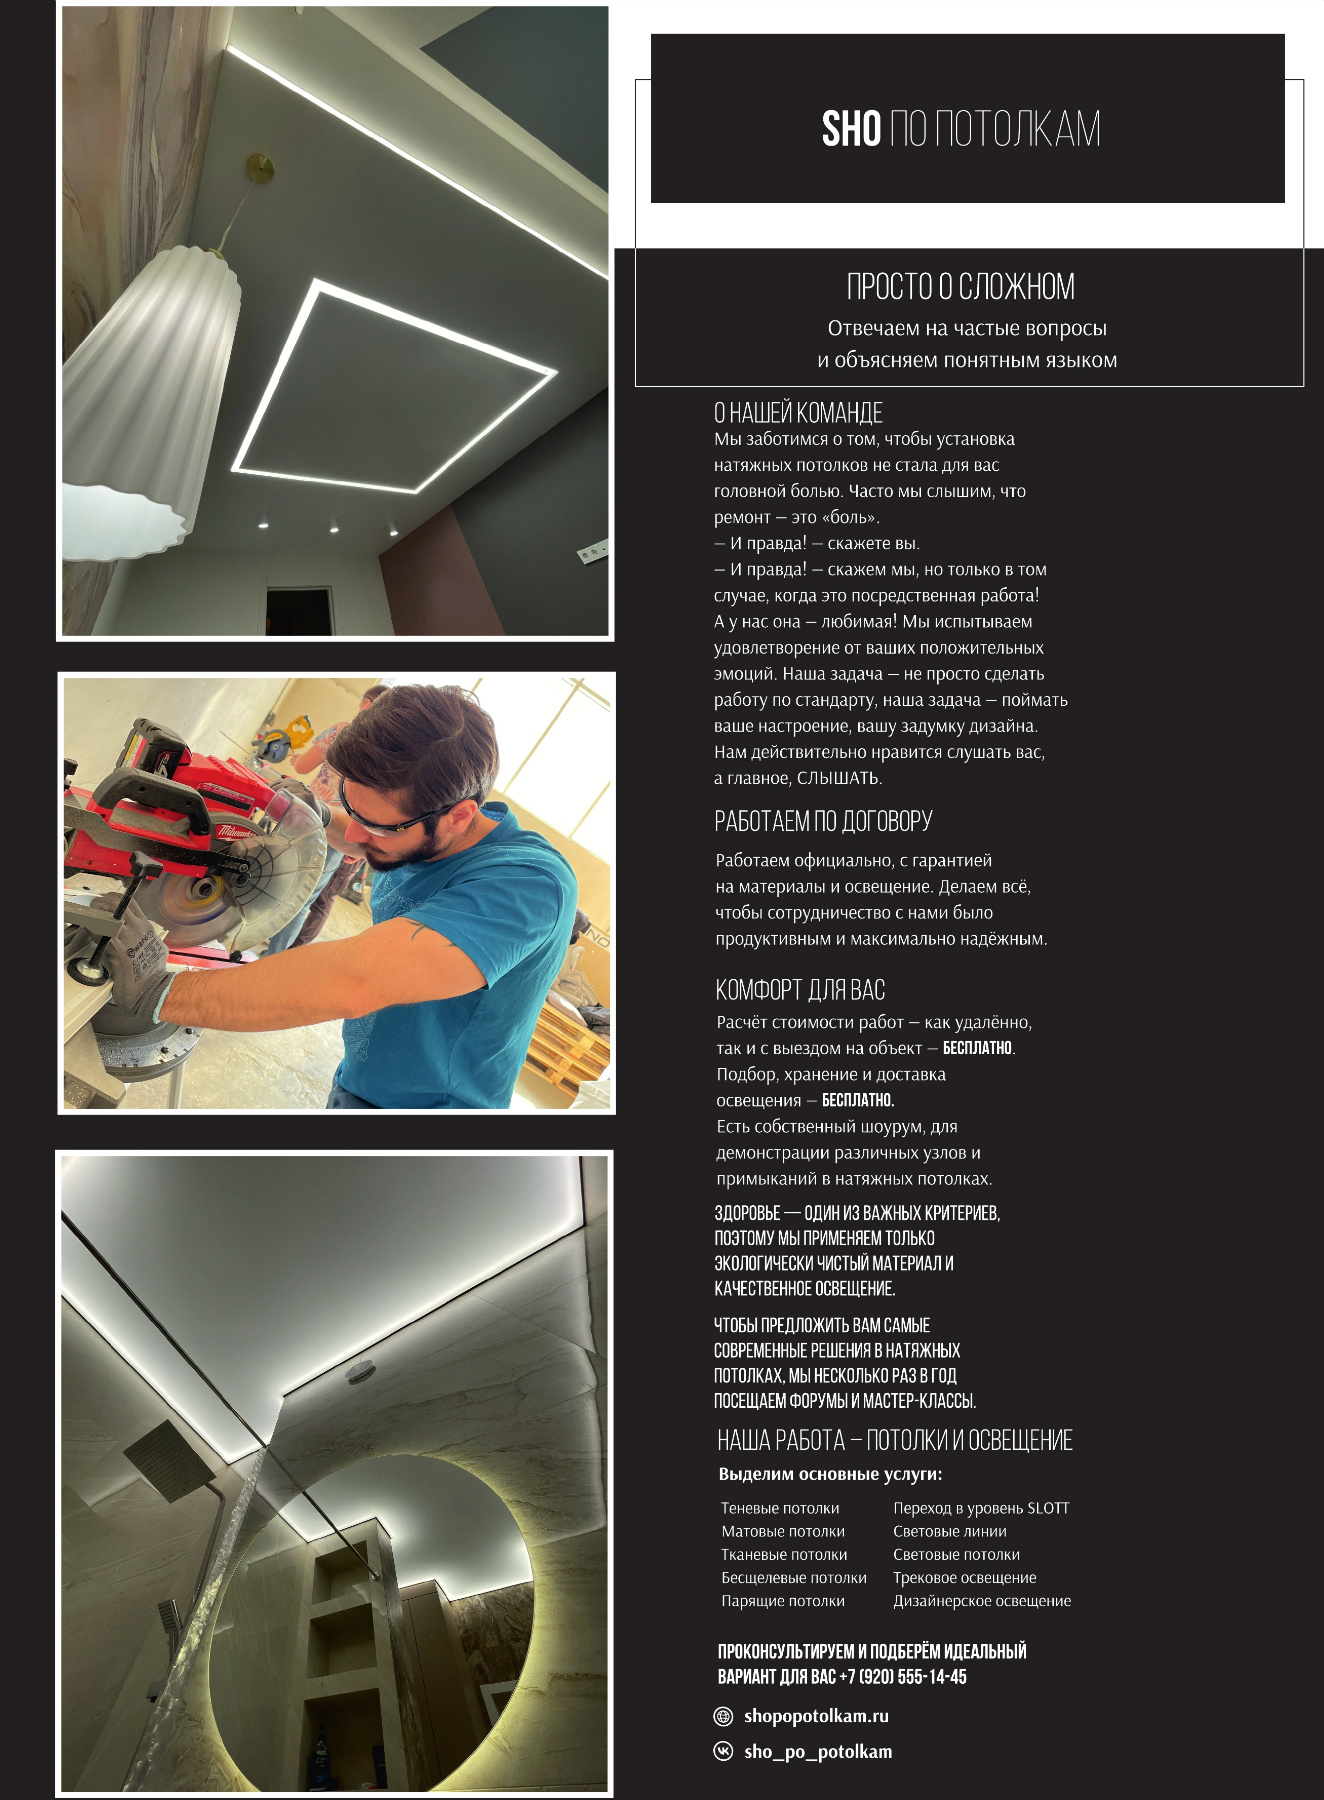 SHO ПО ПОТОЛКАМ
ПРОСТО О СЛОЖНОМ
Отвечаем на частые вопросы
и объясняем понятным языком
О НАШЕЙ КОМАНДЕ
Мы заботимся о том, чтобы установка
натяжных потолков не стала для вас
головной болью. Часто мы слышим, что
ремонт – это «боль».
– И правда! – скажете вы.
– И правда! – скажем мы, но только в том
случае, когда это посредственная работа!
А у нас она – любимая! Мы испытываем
удовлетворение от ваших положительных
эмоций. Наша задача – не просто сделать
работу по стандарту, наша задача – поймать
ваше настроение, вашу задумку дизайна.
Нам действительно нравится слушать вас,
а главное, СЛЫШАТЬ.
РАБОТАЕМ ПО ДОГОВОРУ
Работаем официально, с гарантией
на материалы и освещение. Делаем всё,
чтобы сотрудничество с нами было
продуктивным и максимально надёжным.
КОМФОРТ ДЛЯ ВАС
Расчёт стоимости работ – как удалённо,
так и с выездом на объект – БЕСПЛАТНО.
Подбор, хранение и доставка
освещения – БЕСПЛАТНО.
Есть собственный шоурум, для
демонстрации различных узлов и
примыканий в натяжных потолках.
ЗДОРОВЬЕ — ОДИН ИЗ ВАЖНЫХ КРИТЕРИЕВ,
ПОЭТОМУ МЫ ПРИМЕНЯЕМ ТОЛЬКО
ЭКОЛОГИЧЕСКИ ЧИСТЫЙ МАТЕРИАЛ И
КАЧЕСТВЕННОЕ ОСВЕЩЕНИЕ.
ЧТОБЫ ПРЕДЛОЖИТЬ ВАМ САМЫЕ
СОВРЕМЕННЫЕ РЕШЕНИЯ В НАТЯЖНЫХ
ПОТОЛКАХ, МЫ НЕСКОЛЬКО РАЗ В ГОД
ПОСЕЩАЕМ ФОРУМЫ И МАСТЕР-КЛАССЫ.
НАША РАБОТА – ПОТОЛКИ И ОСВЕЩЕНИЕ
Выделим основные услуги:
Теневые потолки
Матовые потолки
Тканевые потолки
Бесщелевые потолки
Парящие потолки
Переход в уровень SLOTT
Световые линии
Световые потолки
Трековое освещение
Дизайнерское освещение
ПРОКОНСУЛЬТИРУЕМ И ПОДБЕРЁМ ИДЕАЛЬНЫЙ
ВАРИАНТ ДЛЯ ВАС +7 (920) 555-14-45
shopopotolkam.ru
sho_po_potolkam
Milwaukee